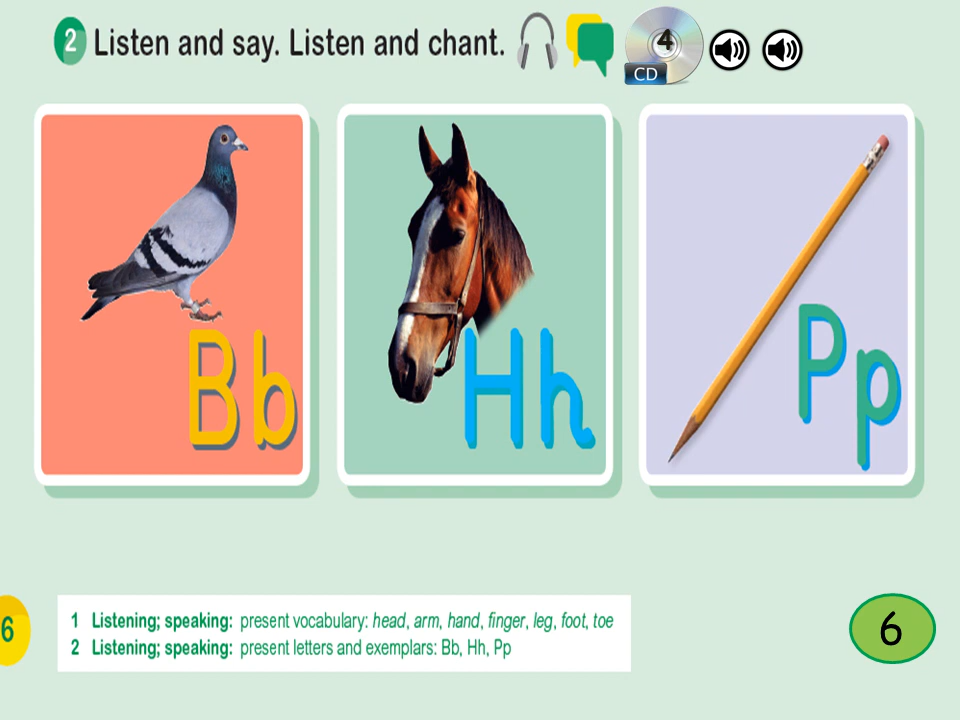 2 Listen and say. Listen and chant.
4
CD
Bb
Hh
Pp
6
1 Listening; speaking: present vocabulary: head, arm, hand, finger, leg, foot, toe
2 Listening; speaking: present letters and exemplars: Bb, Hh, Pp
6